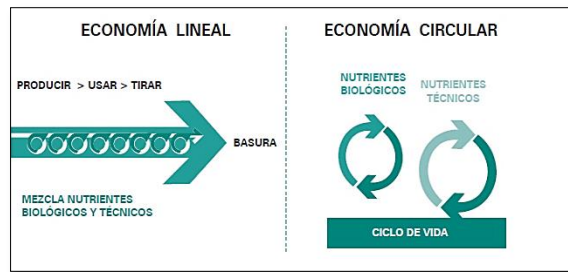 ECONOMÍA LINEAL
PRODUCIR > USAR > TIRAR
BASURA
MEZCLA NUTRIENTES
BIOLÓGICOS Y TÉCNICOS
ECONOMÍA CIRCULAR
NUTRIENTES
BIOLÓGICOS
NUTRIENTES
TÉCNICOS
CICLO DE VIDA